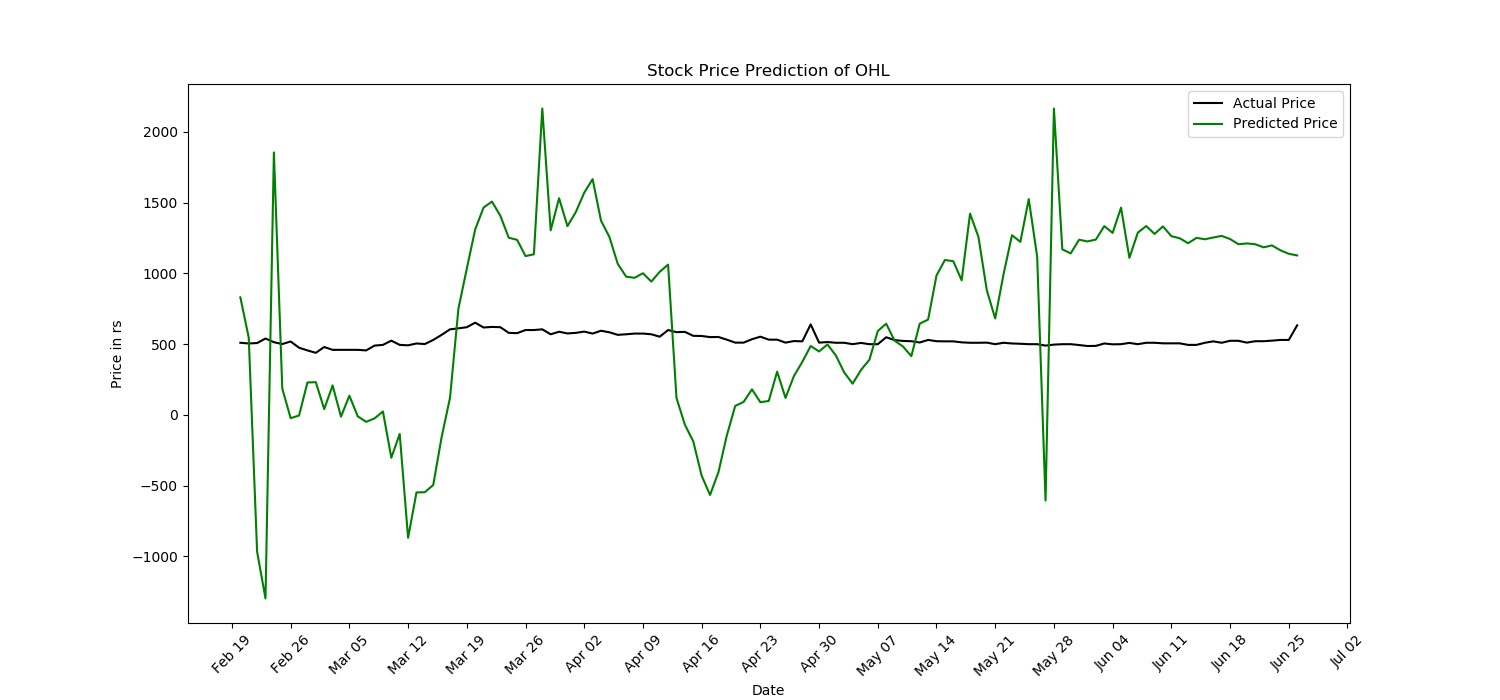 Stock Price Prediction of OHL
Actual Price
Predicted Price
Price in rs
2000
1500
1000
500
0
−500
−1000
Feb 19
Feb 26
Mar 05
Mar 12
Mar 19
Mar 26
Apr 02
Apr 09
Apr 16
Apr 23
Apr 30
May 07
May 14
May 21
May 28
Jun 04
Jun 11
Jun 18
Jun 25
Jul 02
Date